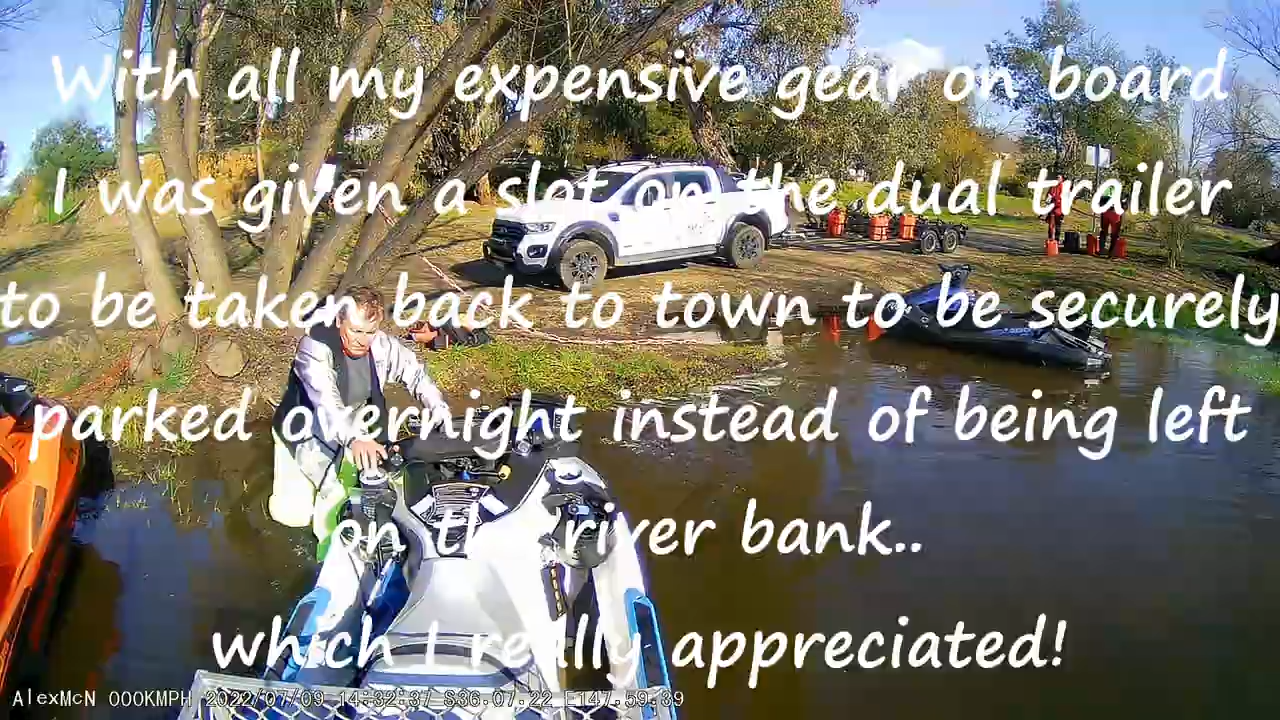 With all my expensive gear on board
I was given a slot on the dual trailer
to be taken back to town to be securely
parked overnight instead of being left
on the river bank..
which I really appreciated!
AlexMcN 000KMPH 2022/07/09 14:32:37 S36.07.22 E147.59.39